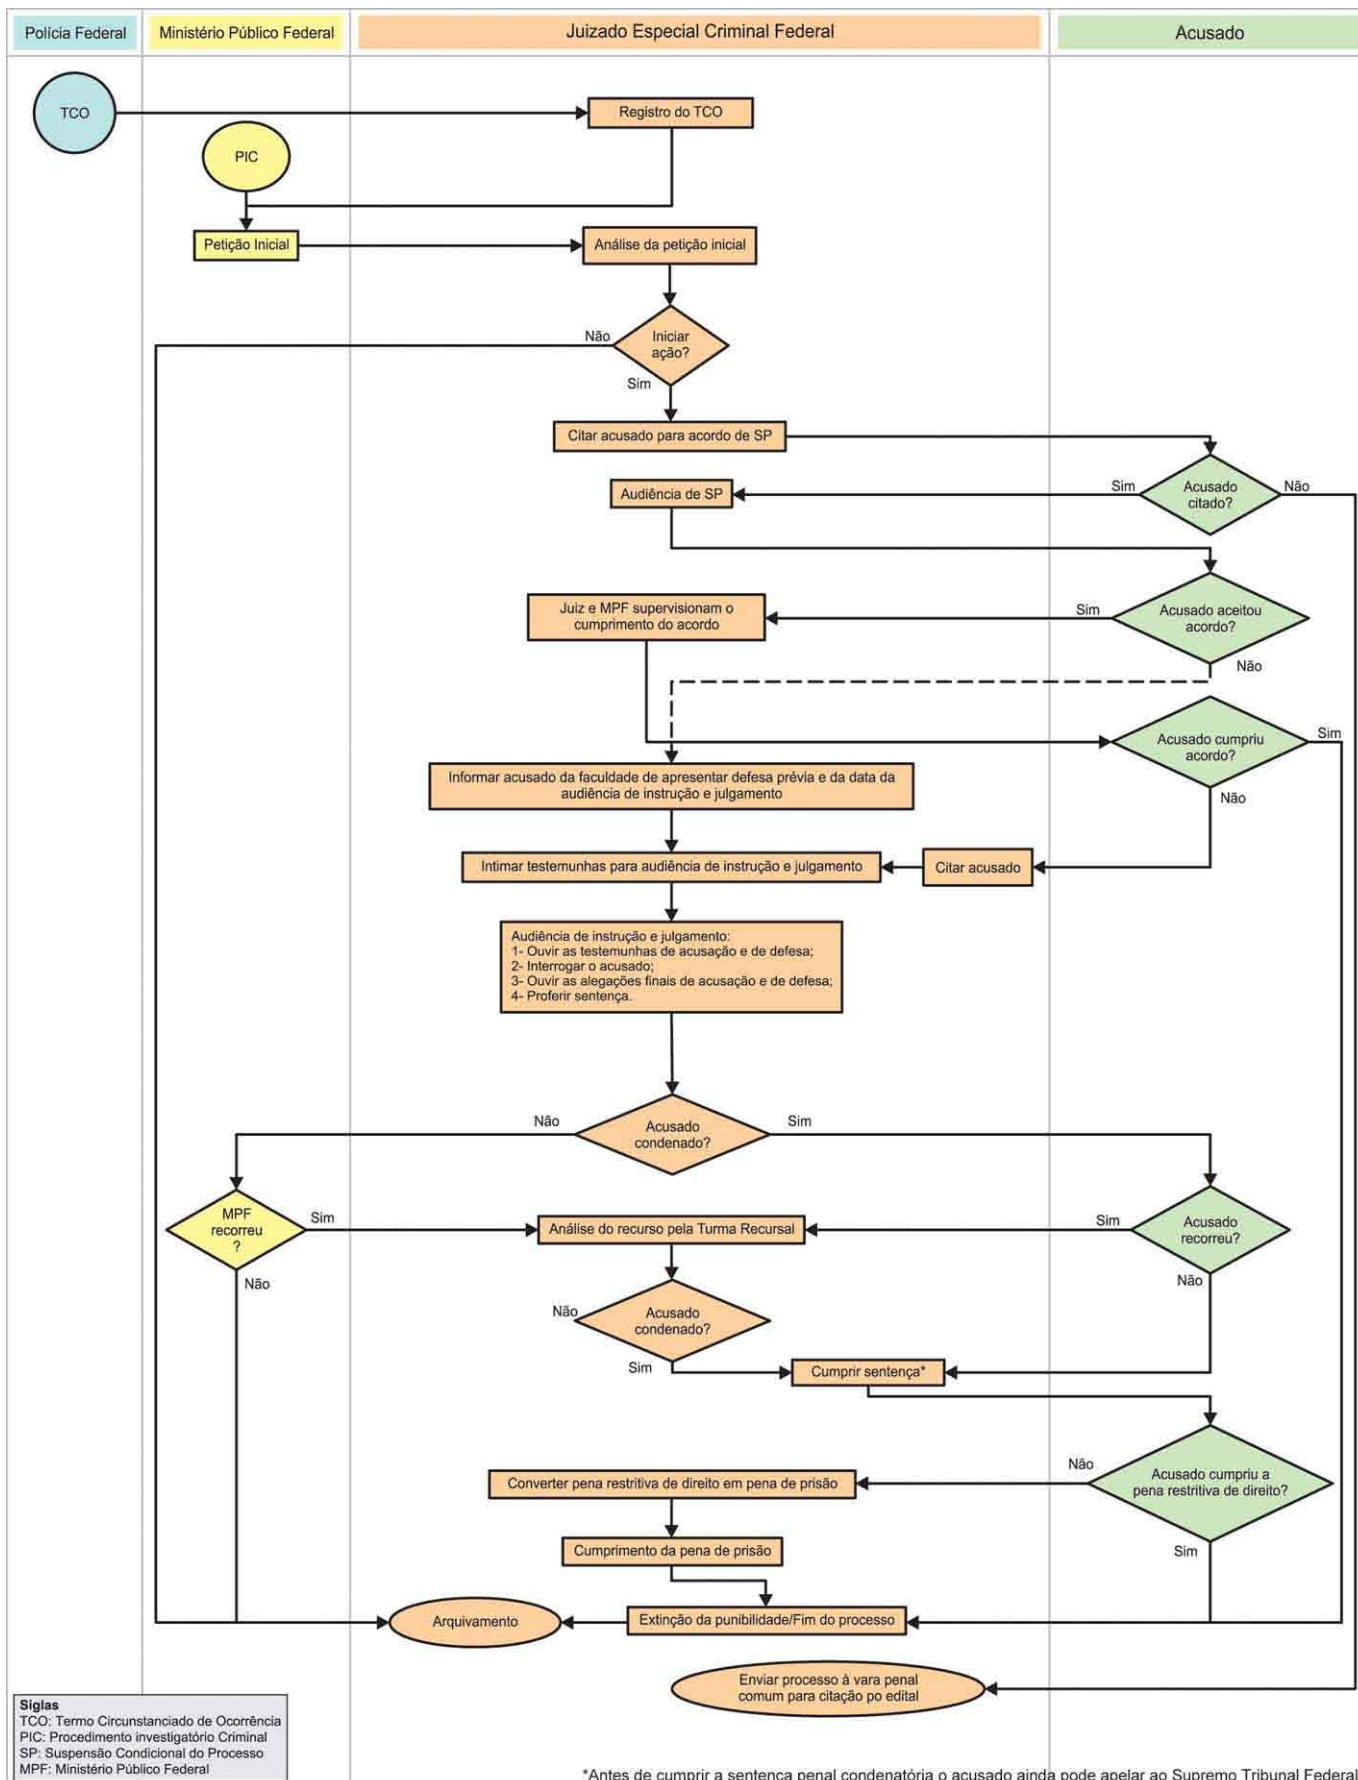 Polícia Federal
Ministério Público Federal
Juizado Especial Criminal Federal
Acusado
TCO
Registro do TCO
PIC
Petição Inicial
Análise da petição inicial
Não
Iniciar
ação?
Sim
Citar acusado para acordo de SP
Audiência de SP
Sim
Acusado
citado?
Não
Juiz e MPF supervisionam o
cumprimento do acordo
Sim
Acusado aceitou
acordo?
Não
Acusado cumpriu
acordo?
Sim
Não
Informar acusado da faculdade de apresentar defesa prévia e da data da
audiência de instrução e julgamento
Intimar testemunhas para audiência de instrução e julgamento
Citar acusado
Audiência de instrução e julgamento:
1- Ouvir as testemunhas de acusação e de defesa;
2- Interrogar o acusado;
3- Ouvir as alegações finais de acusação e de defesa;
4- Proferir sentença.
Não
Acusado
condenado?
Sim
MPF
recorreu
?
Sim
Não
Análise do recurso pela Turma Recursal
Sim
Acusado
recorreu?
Não
Não
Acusado
condenado?
Sim
Cumprir sentença*
Converter pena restritiva de direito em pena de prisão
Não
Acusado cumpriu a
pena restritiva de direito?
Sim
Cumprimento da pena de prisão
Arquivamento
Extinção da punibilidade/Fim do processo
Enviar processo à vara penal
comum para citação po edital
Siglas
TCO: Termo Circunstanciado de Ocorrência
PIC: Procedimento investigatório Criminal
SP: Suspensão Condicional do Processo
MPF: Ministério Público Federal
*Antes de cumprir a sentença penal condenatória o acusado ainda pode apelar ao Supremo Tribunal Federal